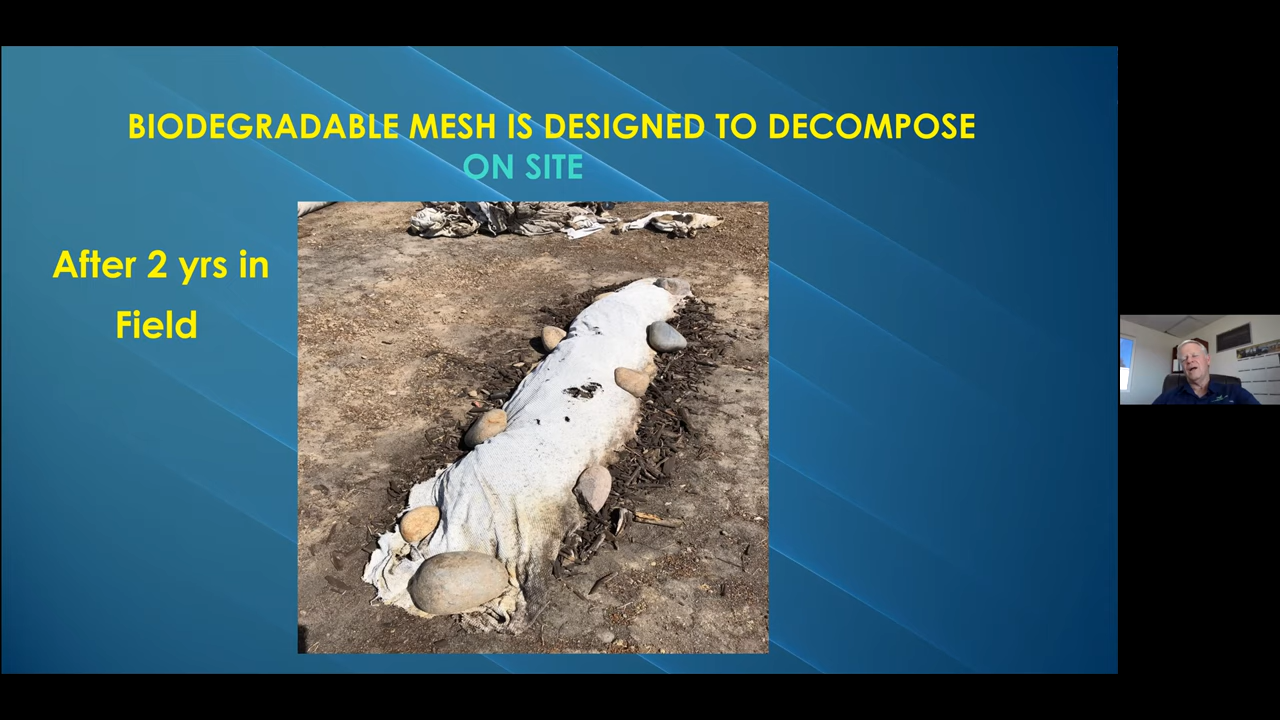 BIODEGRADABLE MESH IS DESIGNED TO DECOMPOSE
ON SITE
After 2 yrs in
Field